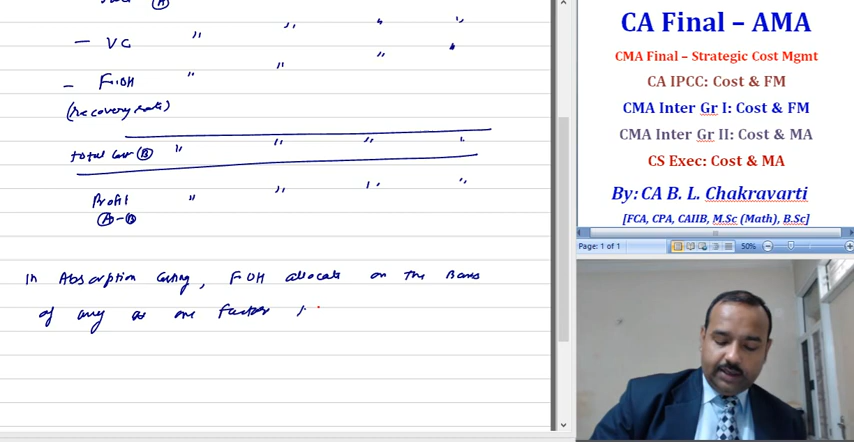 (A)
CA Final – AMA
CMA Final – Strategic Cost Mgmt
CA IPCC: Cost & FM
CMA Inter Gr I: Cost & FM
CMA Inter Gr II: Cost & MA
CS Exec: Cost & MA
By: CA B. L. Chakravarti
[FCA, CPA, CAIIB, M.Sc (Math), B.Sc]
Page: 1 of 1 50%
— VC " " " "
— F.OH " " "
(recovery rate)
total Cost (B) " " " "
Profit " " " "
(A)-(B)
In Absorption Costing, FOH allocate on the Basis
of any as one factor